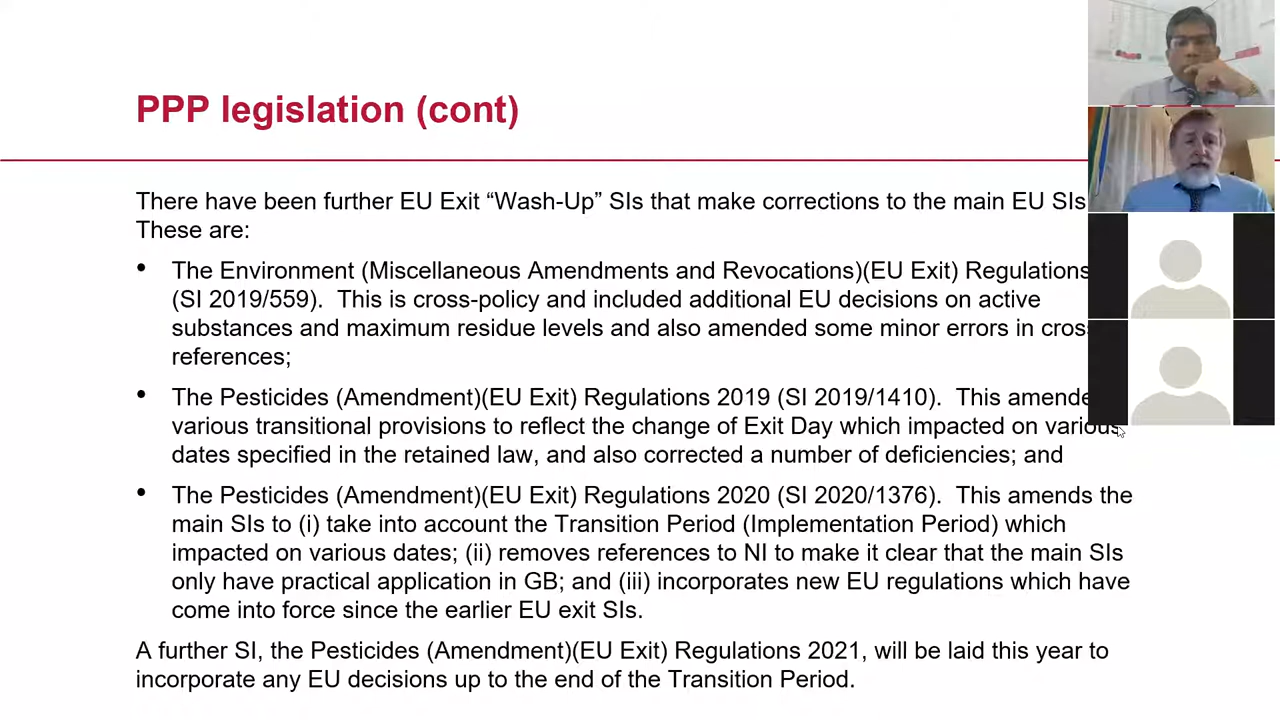 PPP legislation (cont)
There have been further EU Exit “Wash-Up” SIs that make corrections to the main EU SIs
These are:
• The Environment (Miscellaneous Amendments and Revocations)(EU Exit) Regulations
(SI 2019/559). This is cross-policy and included additional EU decisions on active
substances and maximum residue levels and also amended some minor errors in cros
references;
• The Pesticides (Amendment)(EU Exit) Regulations 2019 (SI 2019/1410). This amende
various transitional provisions to reflect the change of Exit Day which impacted on various
dates specified in the retained law, and also corrected a number of deficiencies; and
• The Pesticides (Amendment)(EU Exit) Regulations 2020 (SI 2020/1376). This amends the
main SIs to (i) take into account the Transition Period (Implementation Period) which
impacted on various dates; (ii) removes references to NI to make it clear that the main SIs
only have practical application in GB; and (iii) incorporates new EU regulations which have
come into force since the earlier EU exit SIs.
A further SI, the Pesticides (Amendment)(EU Exit) Regulations 2021, will be laid this year to
incorporate any EU decisions up to the end of the Transition Period.